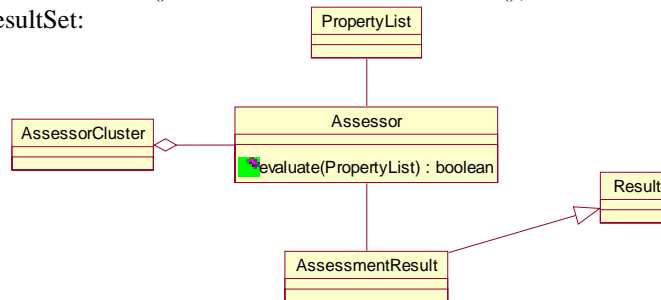 esultSet:
PropertyList
Assessor
AssessorCluster
evaluate(PropertyList) : boolean
Result
AssessmentResult